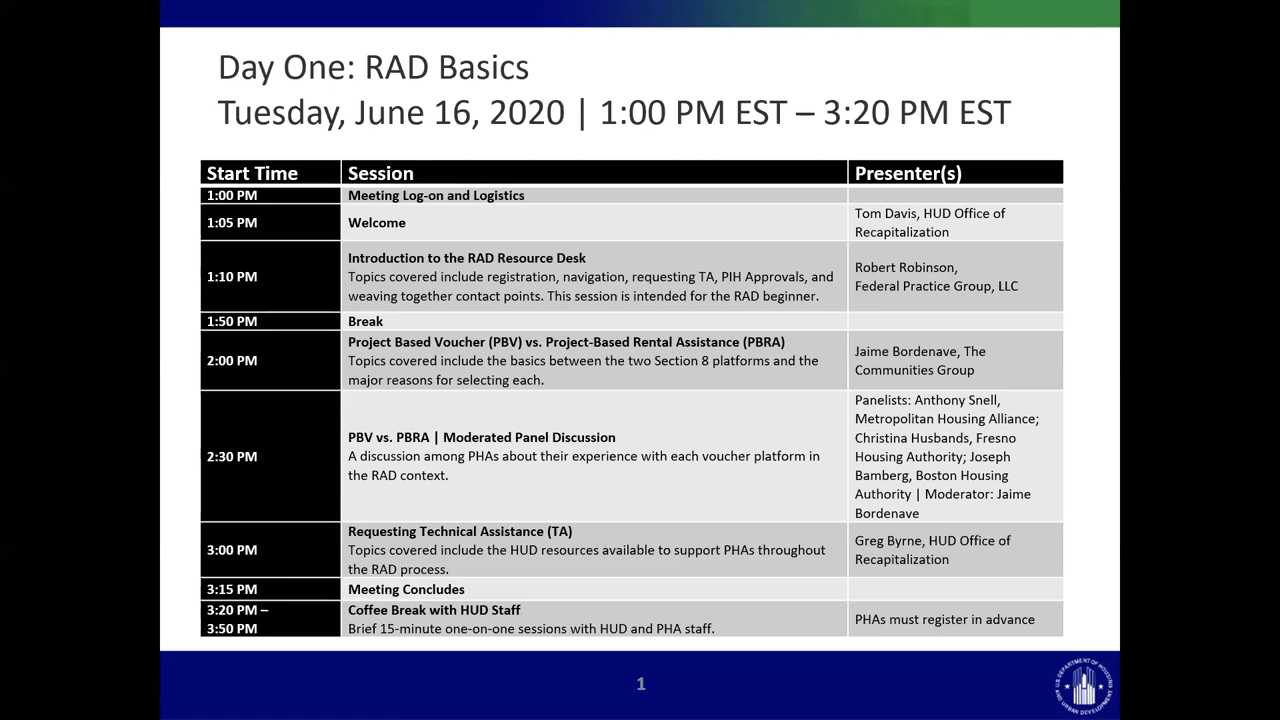 Day One: RAD Basics
Tuesday, June 16, 2020 | 1:00 PM EST – 3:20 PM EST
Start Time Session Presenter(s)
1:00 PM Meeting Log-on and Logistics
1:05 PM Welcome Tom Davis, HUD Office of
Recapitalization
1:10 PM Introduction to the RAD Resource Desk
Topics covered include registration, navigation, requesting TA, PIH Approvals, and
weaving together contact points. This session is intended for the RAD beginner.
Robert Robinson,
Federal Practice Group, LLC
1:50 PM Break
2:00 PM Project Based Voucher (PBV) vs. Project-Based Rental Assistance (PBRA)
Topics covered include the basics between the two Section 8 platforms and the
major reasons for selecting each.
Jaime Bordenave, The
Communities Group
2:30 PM PBV vs. PBRA | Moderated Panel Discussion
A discussion among PHAs about their experience with each voucher platform in
the RAD context.
Panelists: Anthony Snell,
Metropolitan Housing Alliance;
Christina Husbands, Fresno
Housing Authority; Joseph
Bamberg, Boston Housing
Authority | Moderator: Jaime
Bordenave
3:00 PM Requesting Technical Assistance (TA)
Topics covered include the HUD resources available to support PHAs throughout
the RAD process.
Greg Byrne, HUD Office of
Recapitalization
3:15 PM Meeting Concludes
3:20 PM –
3:50 PM
Coffee Break with HUD Staff
Brief 15-minute one-on-one sessions with HUD and PHA staff.
PHAs must register in advance
1
U.S. DEPARTMENT OF HOUSING
AND URBAN DEVELOPMENT